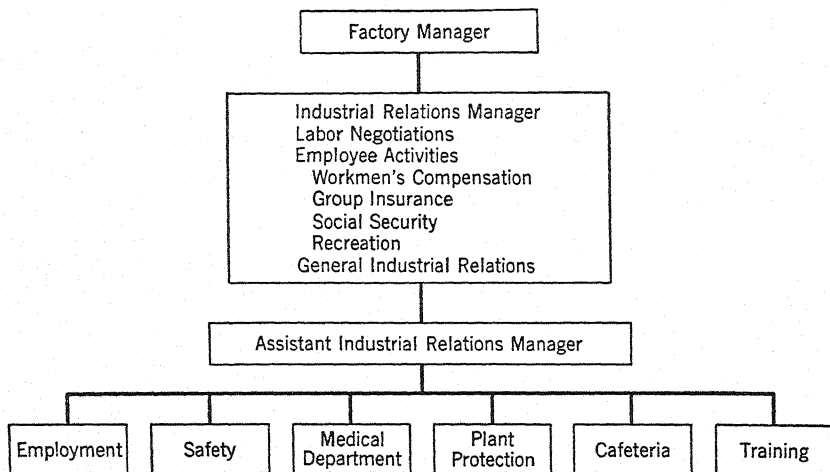 Factory Manager
Industrial Relations Manager
Labor Negotiations
Employee Activities
Workmen's Compensation
Group Insurance
Social Security
Recreation
General Industrial Relations
Assistant Industrial Relations Manager
Employment
Safety
Medical
Department
Plant
Protection
Cafeteria
Training